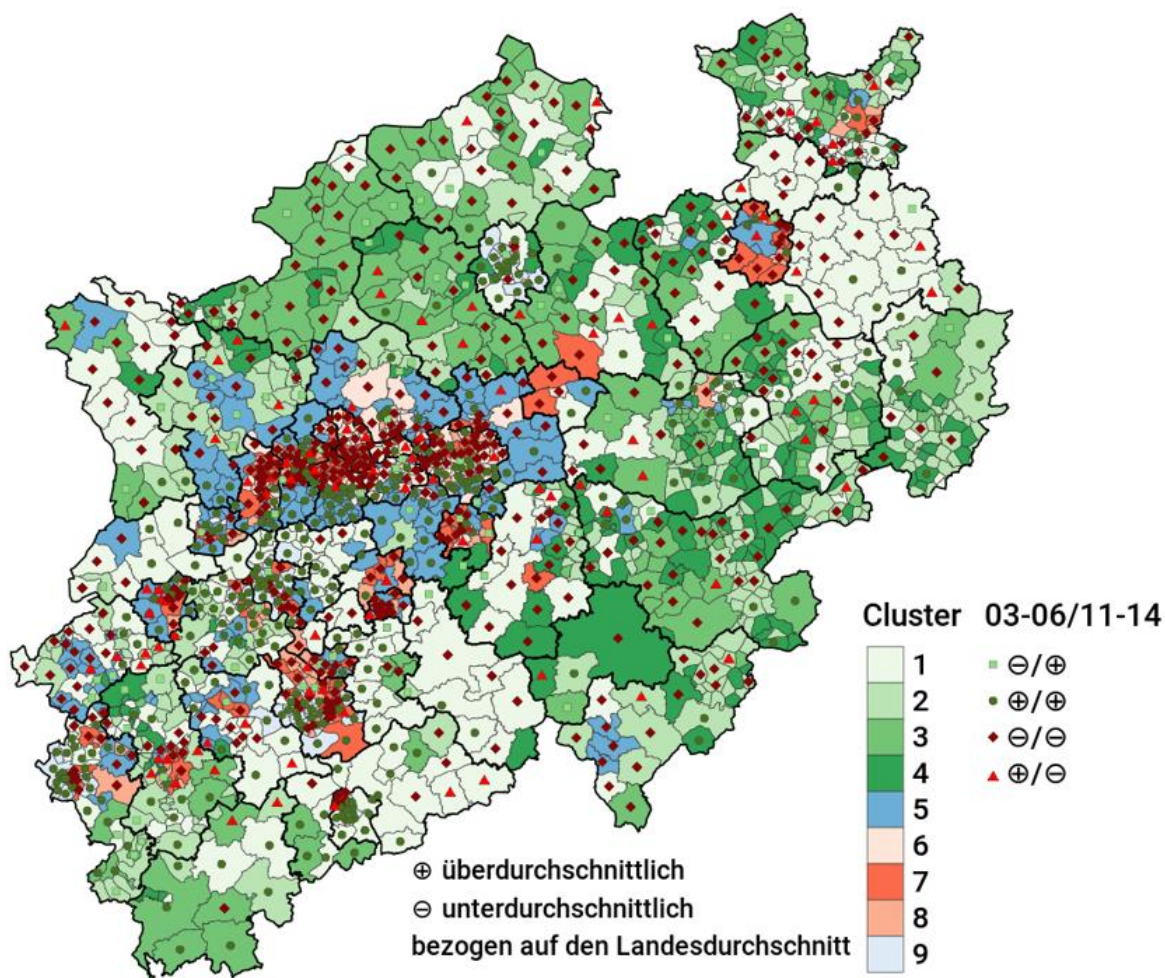 Cluster 03-06/11-14
1 ⊖/⊕
2 ⊕/⊕
3 ⊖/⊖
4 ⊕/⊖
5
6
7
8
9
⊕ überdurchschnittlich
⊖ unterdurchschnittlich
bezogen auf den Landesdurchschnitt